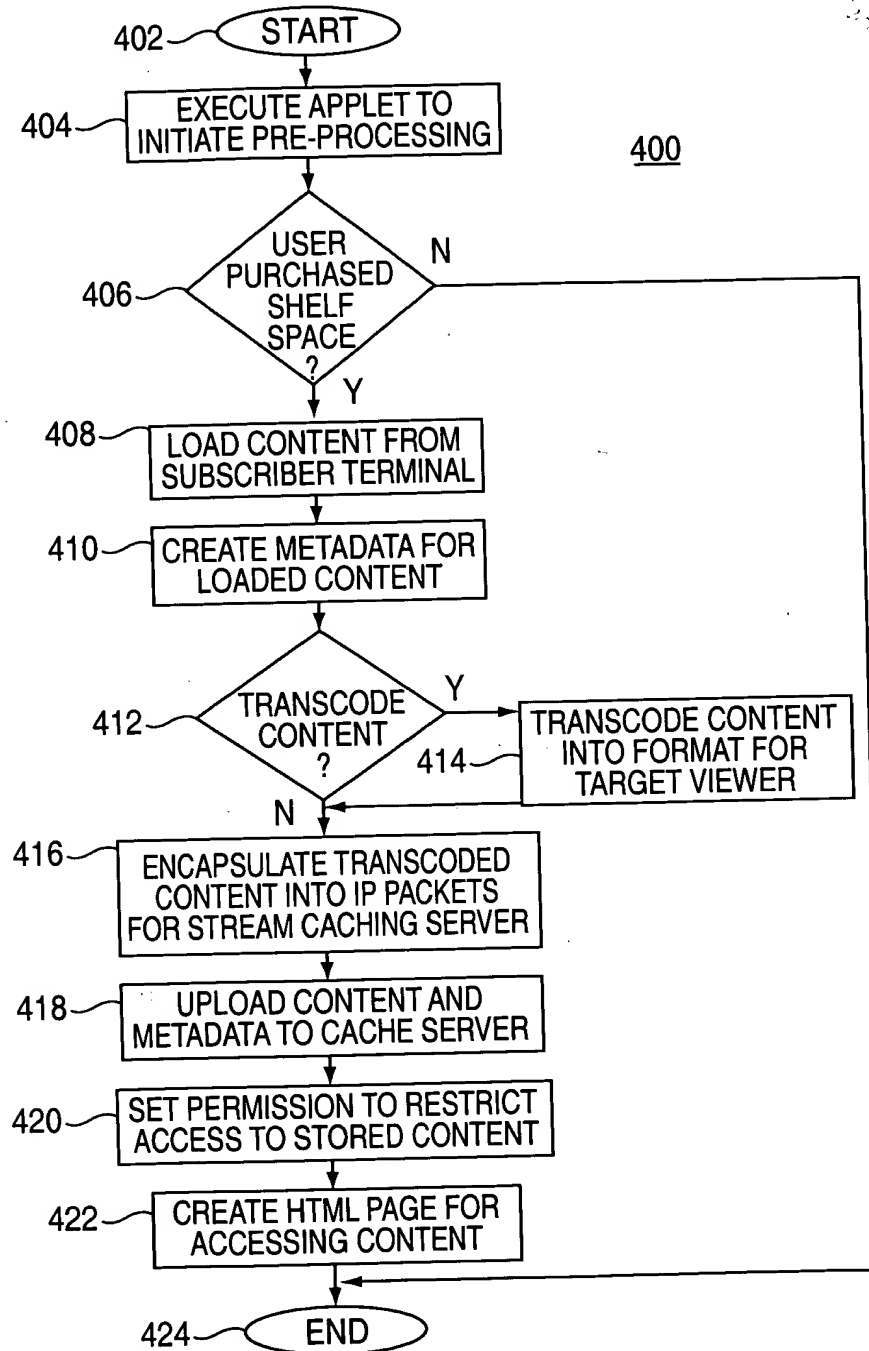 402
START
404
EXECUTE APPLET TO
INITIATE PRE-PROCESSING
400
406
USER
PURCHASED
SHELF
SPACE
?
N
Y
408
LOAD CONTENT FROM
SUBSCRIBER TERMINAL
410
CREATE METADATA FOR
LOADED CONTENT
412
TRANSCODE
CONTENT
?
Y
414
TRANSCODE CONTENT
INTO FORMAT FOR
TARGET VIEWER
N
416
ENCAPSULATE TRANSCODED
CONTENT INTO IP PACKETS
FOR STREAM CACHING SERVER
418
UPLOAD CONTENT AND
METADATA TO CACHE SERVER
420
SET PERMISSION TO RESTRICT
ACCESS TO STORED CONTENT
422
CREATE HTML PAGE FOR
ACCESSING CONTENT
424
END